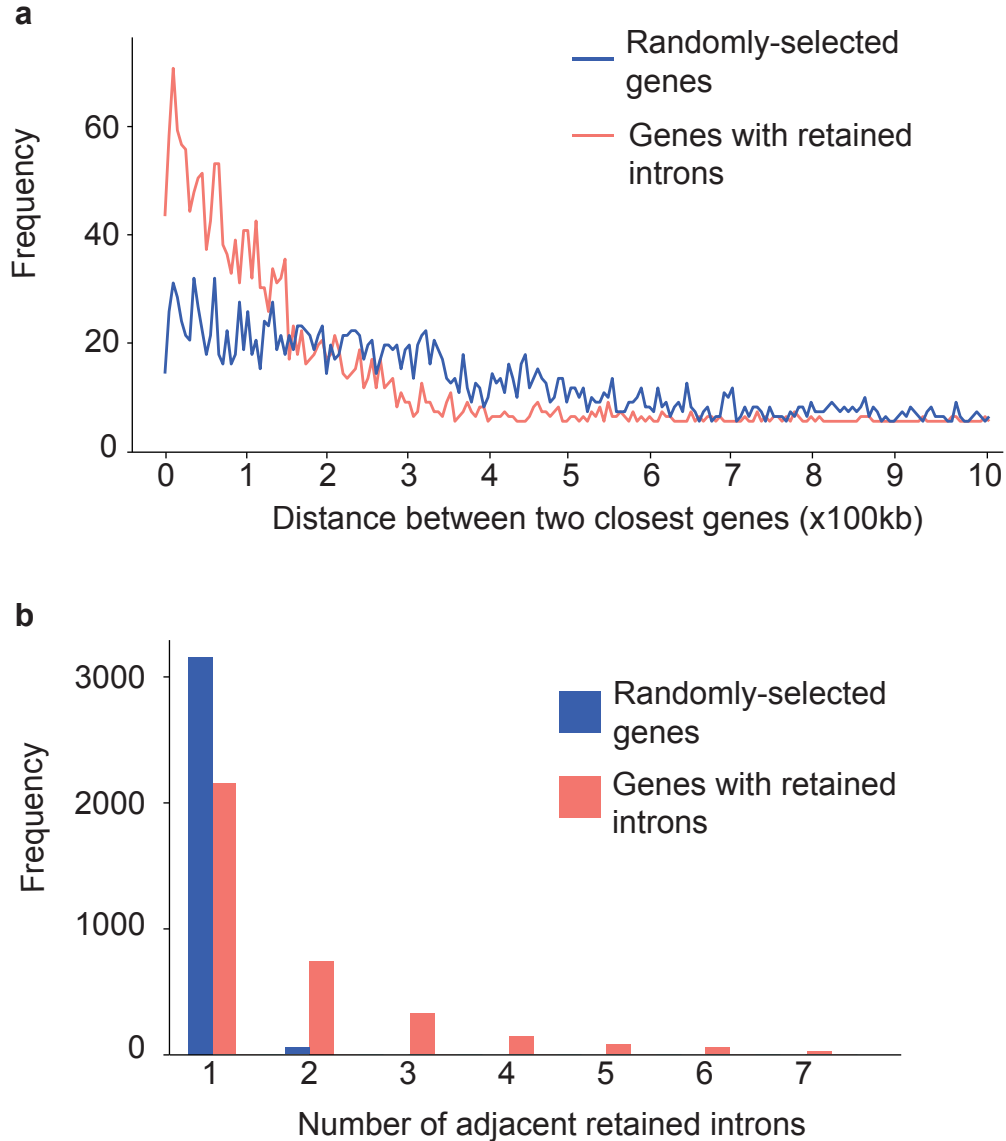 a
Randomly-selected
genes
Genes with retained
introns
Frequency
60
40
20
0
0 1 2 3 4 5 6 7 8 9 10
Distance between two closest genes (x100kb)
b
Randomly-selected
genes
Genes with retained
introns
Frequency
3000
2000
1000
0
1 2 3 4 5 6 7
Number of adjacent retained introns